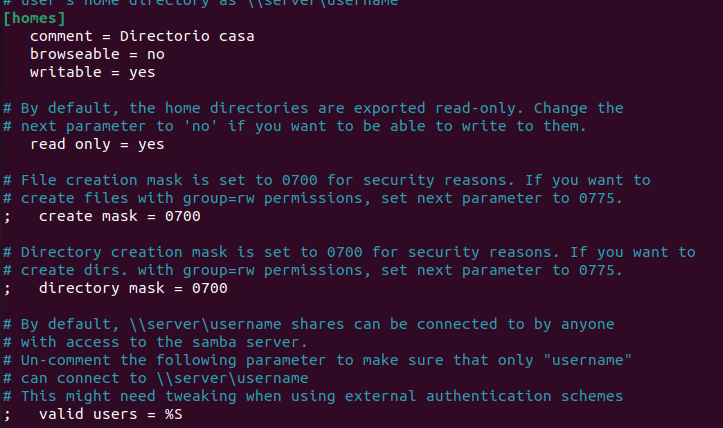 # user's home directory as \\server\username
[homes]
   comment = Directorio casa
   browseable = no
   writable = yes

# By default, the home directories are exported read-only. Change the
# next parameter to 'no' if you want to be able to write to them.
   read only = yes

# File creation mask is set to 0700 for security reasons. If you want to
# create files with group=rw permissions, set next parameter to 0775.
;   create mask = 0700

# Directory creation mask is set to 0700 for security reasons. If you want to
# create dirs. with group=rw permissions, set next parameter to 0775.
;   directory mask = 0700

# By default, \\server\username shares can be connected to by anyone
# with access to the samba server.
# Un-comment the following parameter to make sure that only "username"
# can connect to \\server\username
# This might need tweaking when using external authentication schemes
;   valid users = %S